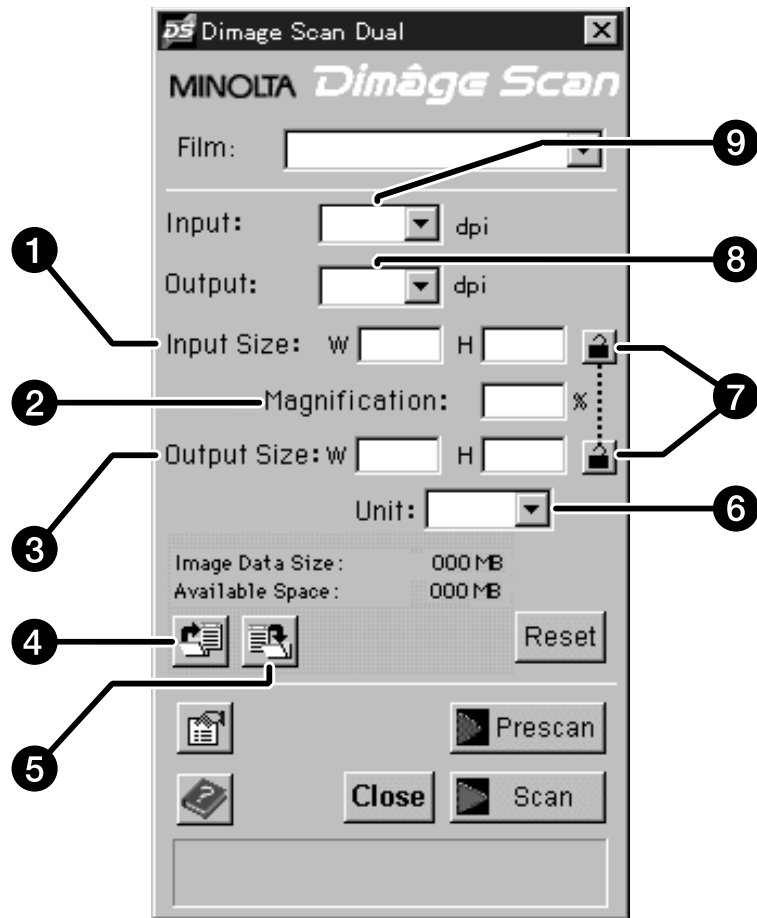 DS Dimage Scan Dual
MINOLTA Dimâge Scan
Film:
9
Input: dpi
1
8
Output: dpi
Input Size: W H
2
Magnification: %
7
3
Output Size: W H
Unit:
6
Image Data Size: 000 MB
Available Space: 000 MB
4
Reset
5
Prescan
?
Close Scan